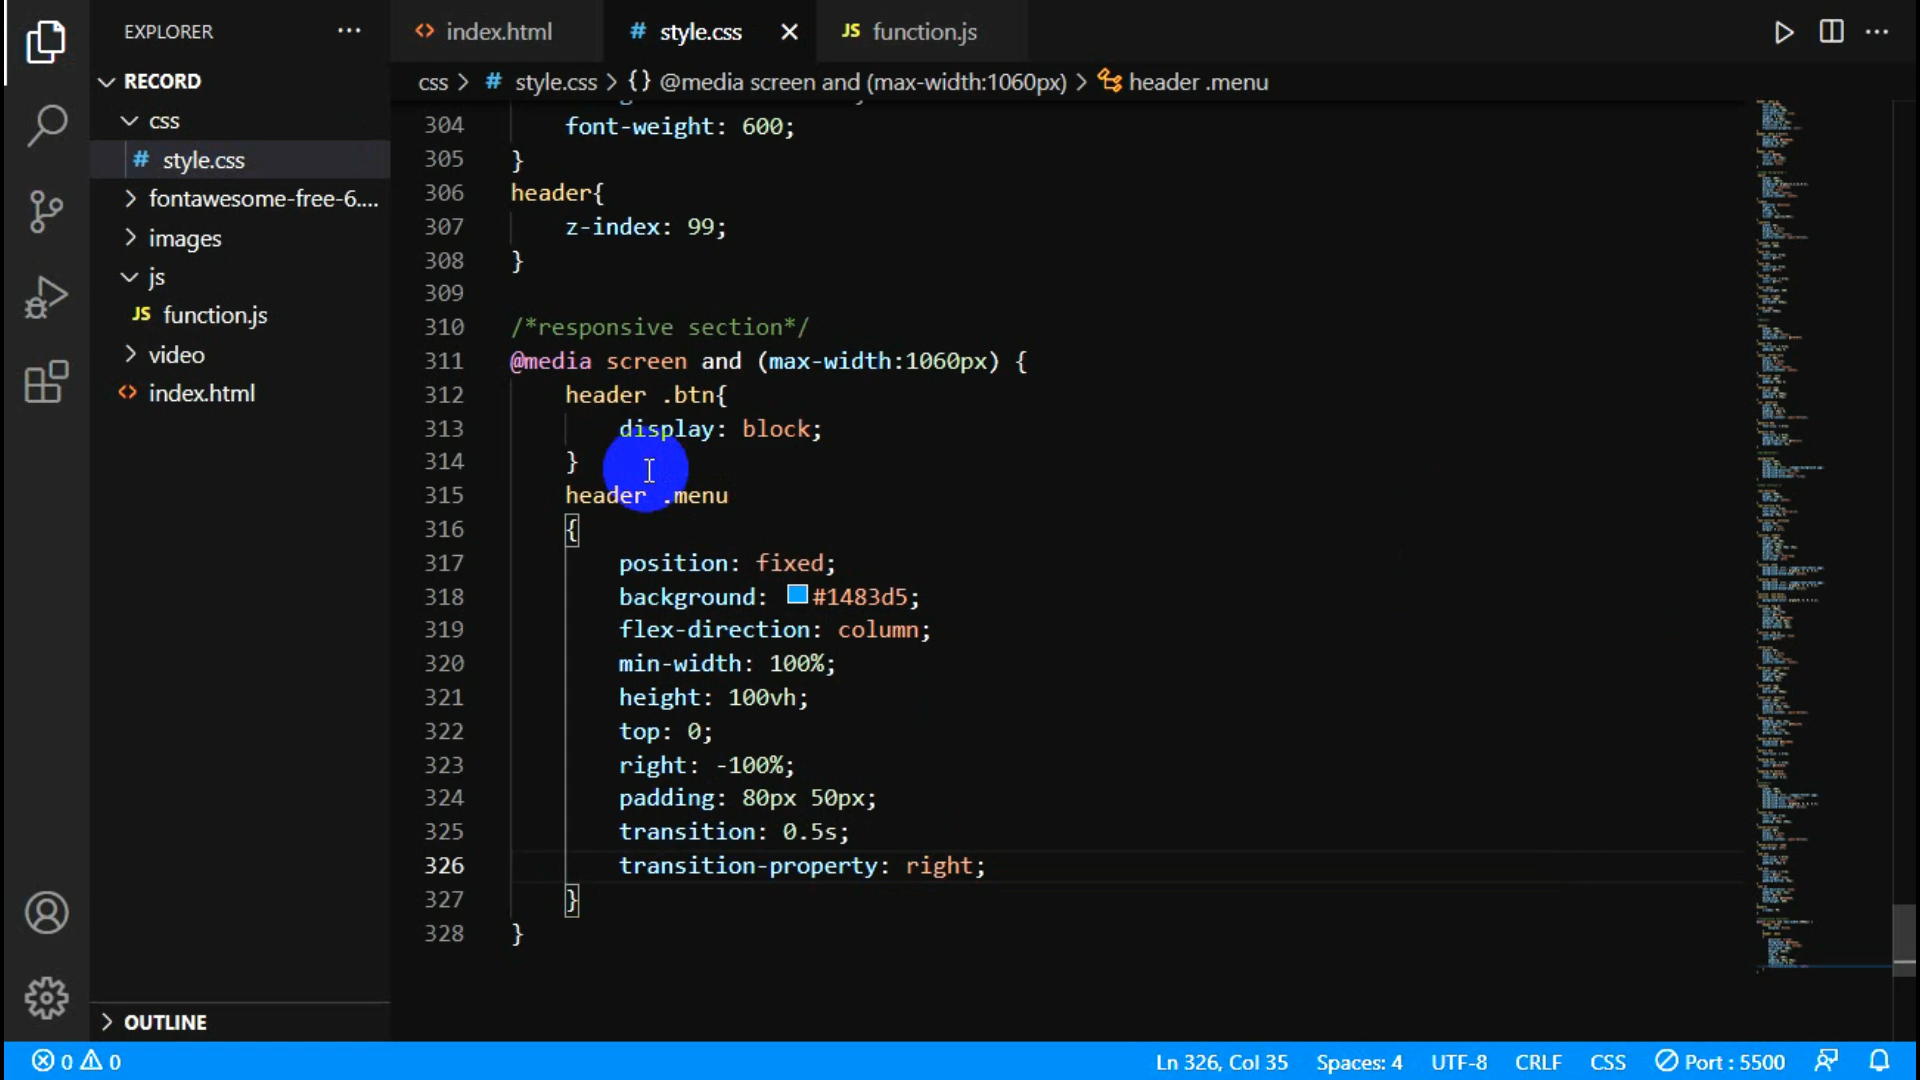 EXPLORER ...
index.html
# style.css
JS function.js
RECORD
css > # style.css > {} @media screen and (max-width:1060px) > header .menu
css
# style.css
fontawesome-free-6....
images
js
JS function.js
video
index.html
304 font-weight: 600;
305 }
306 header{
307 z-index: 99;
308 }
309
310 /*responsive section*/
311 @media screen and (max-width:1060px) {
312 header .btn{
313 display: block;
314 }
315 header .menu
316 {
317 position: fixed;
318 background: #1483d5;
319 flex-direction: column;
320 min-width: 100%;
321 height: 100vh;
322 top: 0;
323 right: -100%;
324 padding: 80px 50px;
325 transition: 0.5s;
326 transition-property: right;
327 }
328 }
OUTLINE
0 0
Ln 326, Col 35 Spaces: 4 UTF-8 CRLF CSS Port : 5500